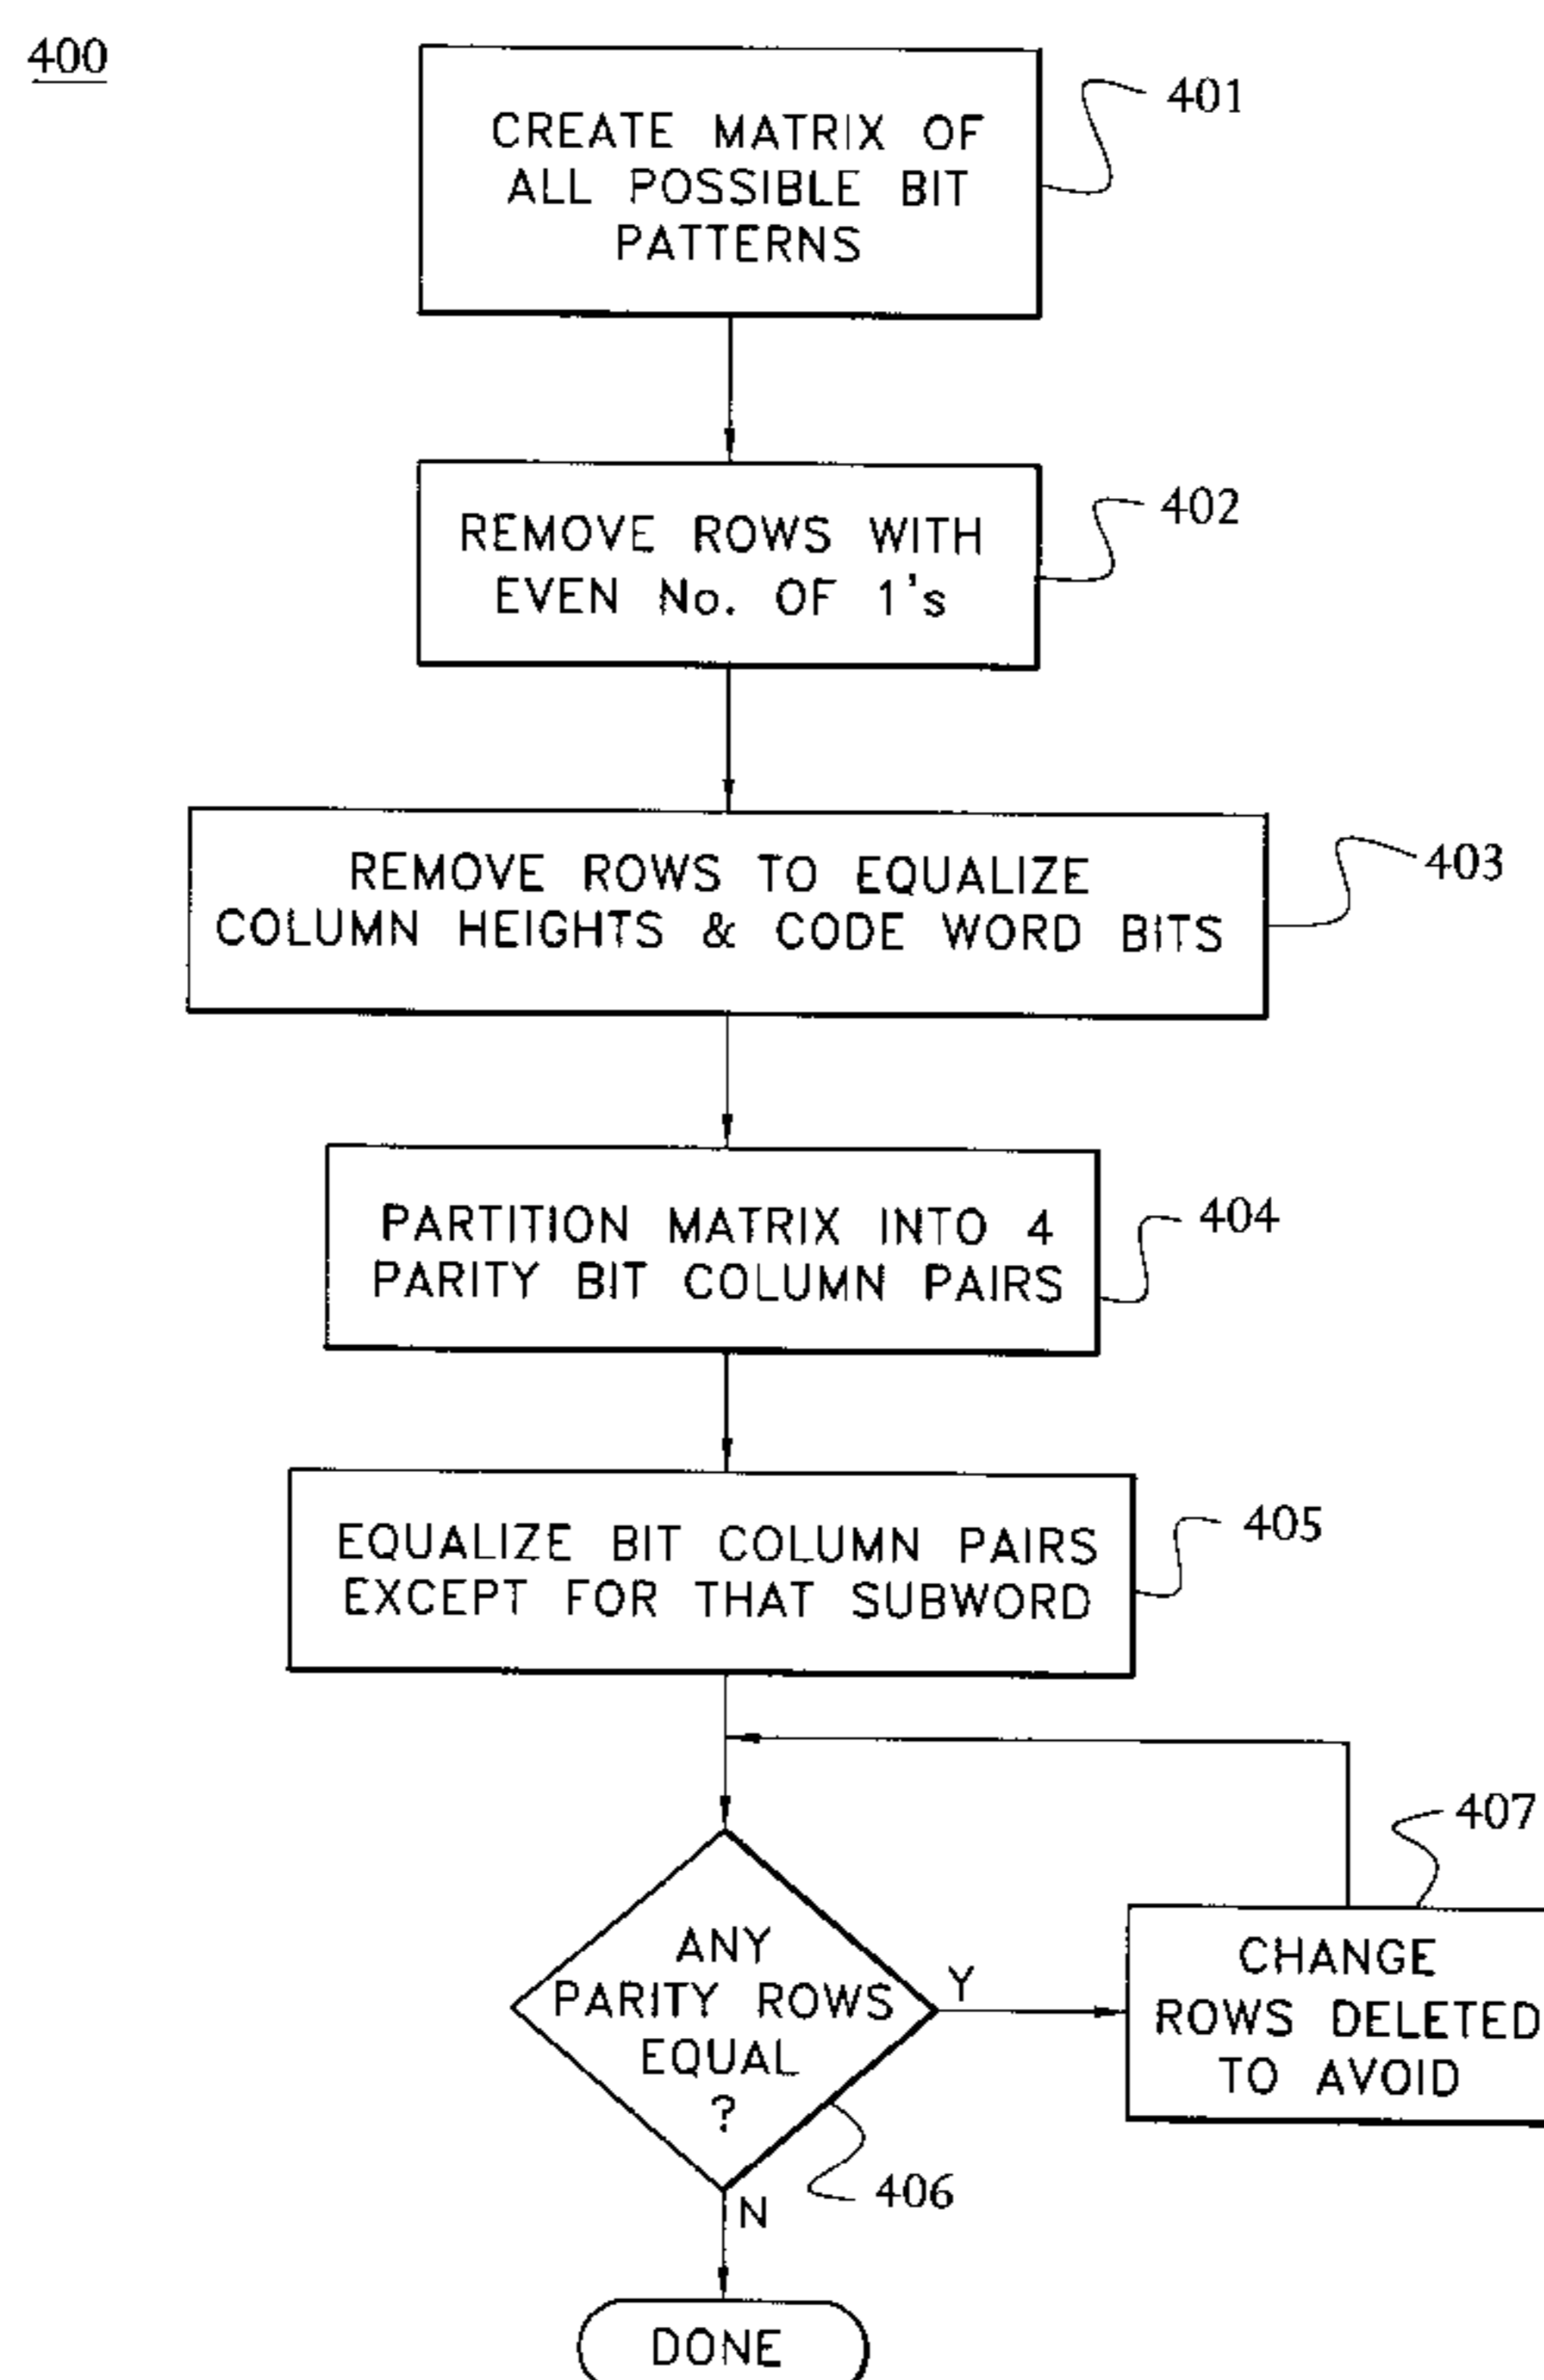 400
CREATE MATRIX OF
ALL POSSIBLE BIT
PATTERNS
401
REMOVE ROWS WITH
EVEN No. OF 1's
402
REMOVE ROWS TO EQUALIZE
COLUMN HEIGHTS & CODE WORD BITS
403
PARTITION MATRIX INTO 4
PARITY BIT COLUMN PAIRS
404
EQUALIZE BIT COLUMN PAIRS
EXCEPT FOR THAT SUBWORD
405
ANY
PARITY ROWS
EQUAL
?
406
Y
CHANGE
ROWS DELETED
TO AVOID
407
N
DONE